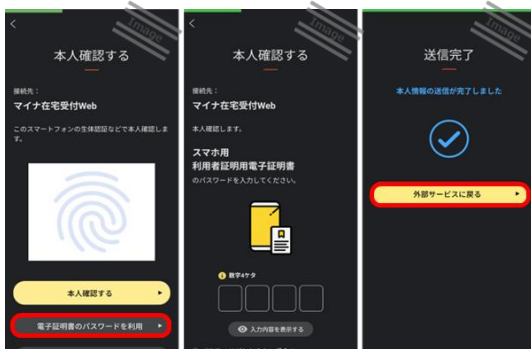 Image
本人確認する
接続先：
マイナ在宅受付Web
このスマートフォンの生体認証などで本人確認しま
す。
本人確認する
電子証明書のパスワードを利用
Image
本人確認する
接続先：
マイナ在宅受付Web
本人確認します。
スマホ用
利用者証明用電子証明書
のパスワードを入力してください。
数字4ケタ
入力内容を表示する
Image
送信完了
本人情報の送信が完了しました
外部サービスに戻る